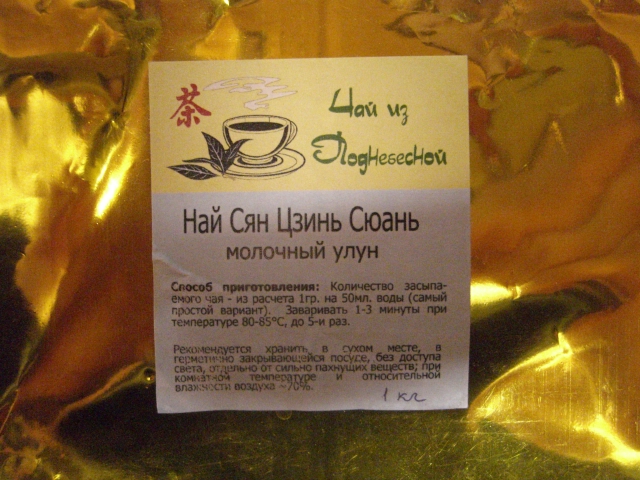 茶
Чай из
Поднебесной
Най Сян Цзинь Сюань
молочный улун
Способ приготовления: Количество засыпа-
емого чая - из расчета 1гр. на 50мл. воды (самый
простой вариант). Заваривать 1-3 минуты при
температуре 80-85°С, до 5-и раз.
Рекомендуется хранить в сухом месте, в
герметично закрывающейся посуде, без доступа
света, отдельно от сильно пахнущих веществ; при
комнатной температуре и относительной
влажности воздуха ~70%.
1 кг